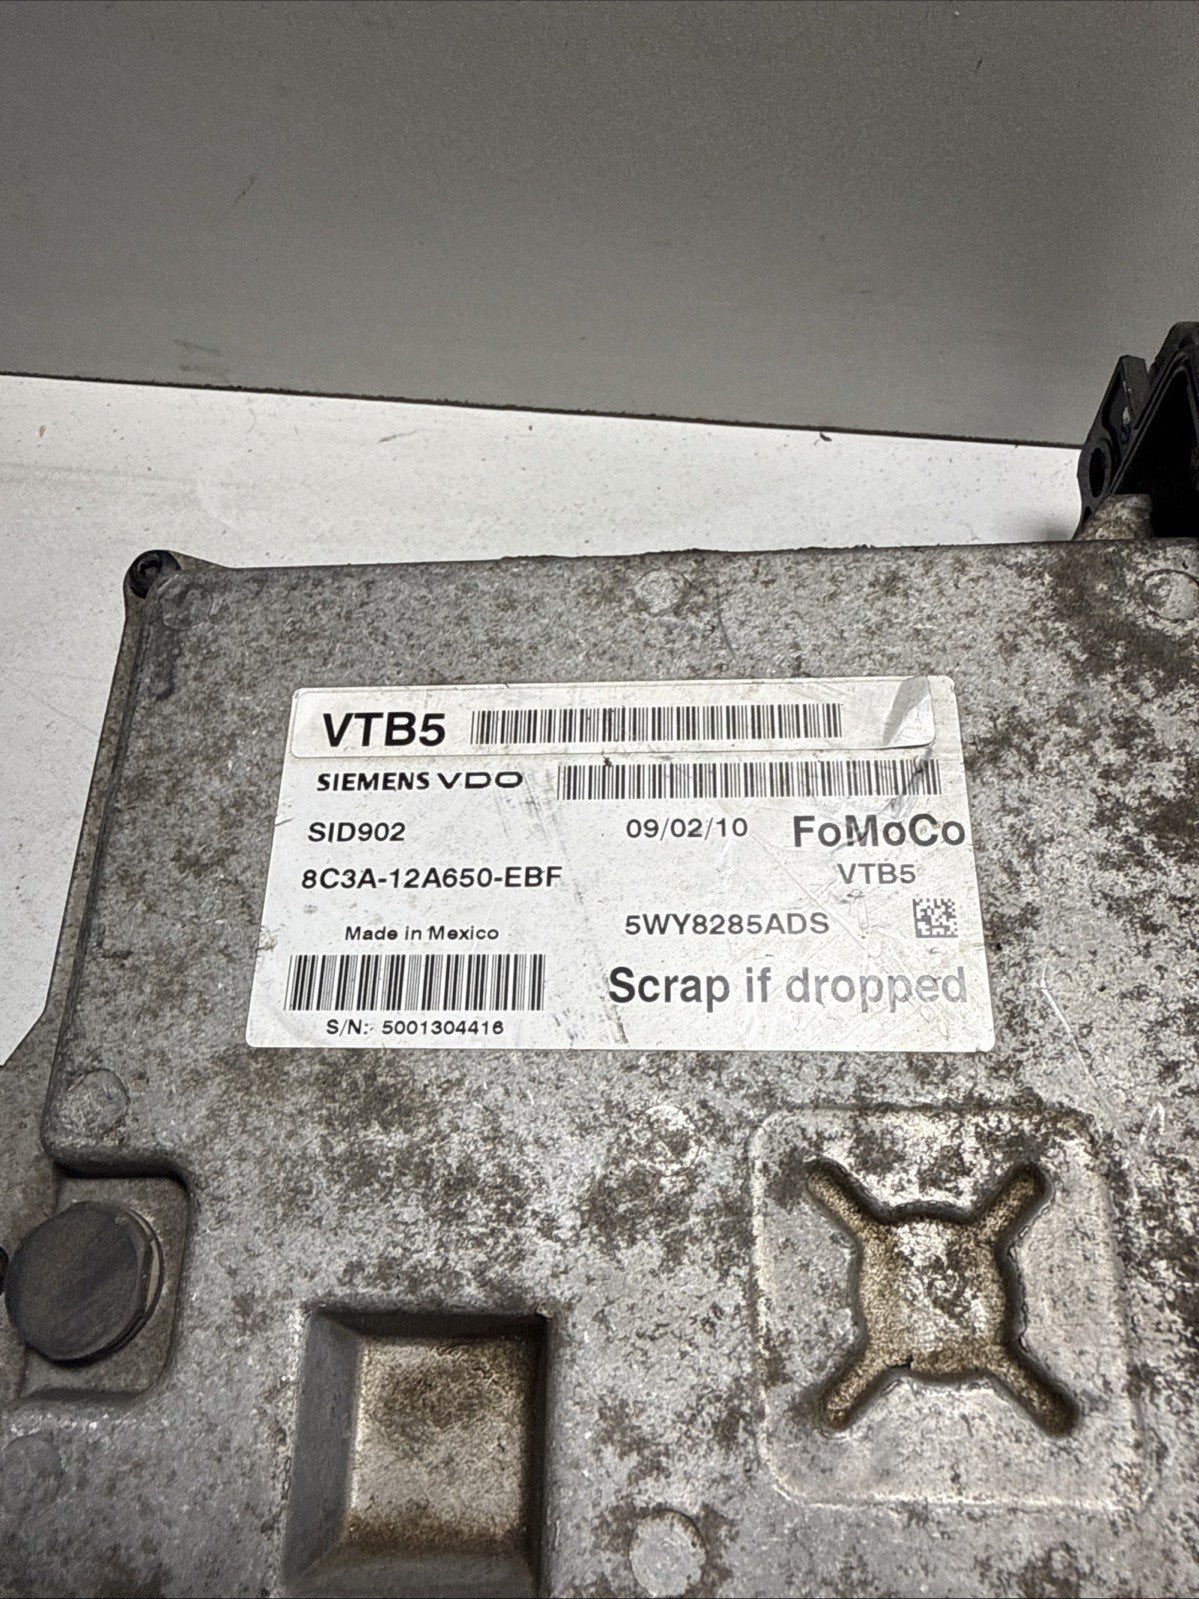 VTB5
SIEMENS VDO
SID902 09/02/10 FoMoCo
8C3A-12A650-EBF VTB5
Made in Mexico 5WY8285ADS
Scrap if dropped
S/N: 5001304416